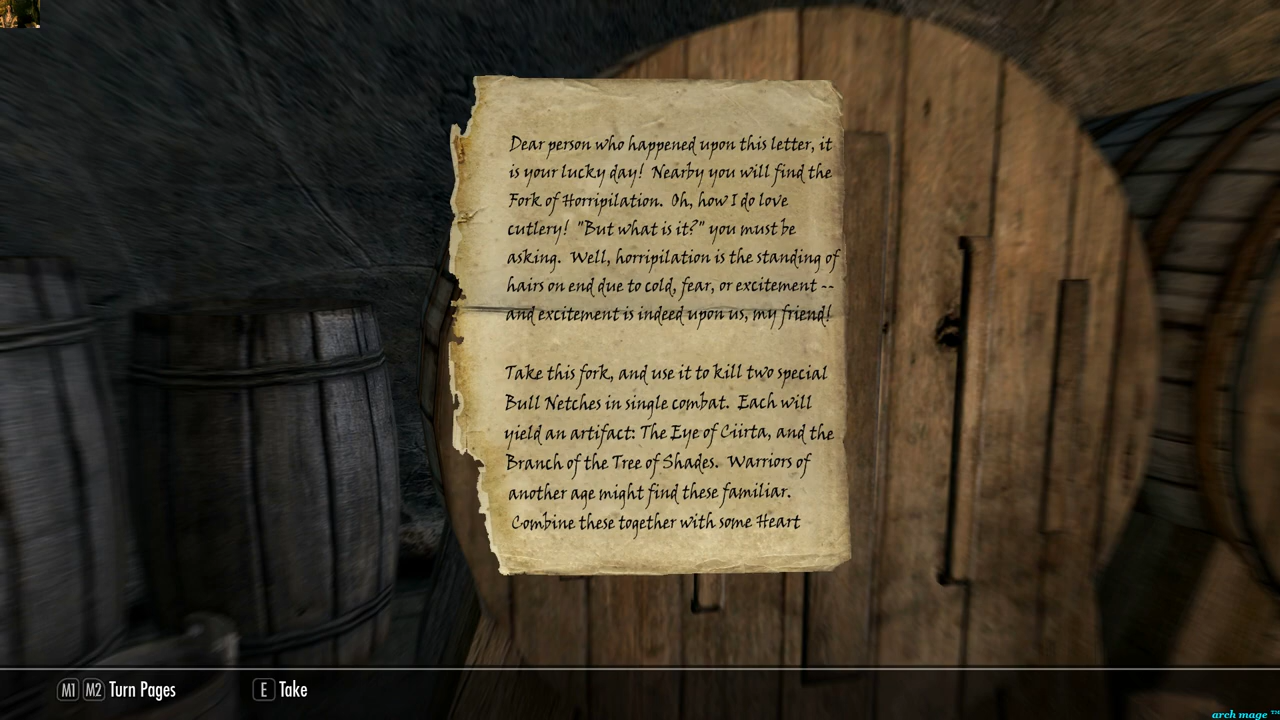 Dear person who happened upon this letter, it
is your lucky day! Nearby you will find the
Fork of Horripilation. Oh, how I do love
cutlery! "But what is it?" you must be
asking. Well, horripilation is the standing of
hairs on end due to cold, fear, or excitement --
and excitement is indeed upon us, my friend!
Take this fork, and use it to kill two special
Bull Netches in single combat. Each will
yield an artifact: The Eye of Ciirta, and the
Branch of the Tree of Shades. Warriors of
another age might find these familiar.
Combine these together with some Heart
M1 M2 Turn Pages
E Take
arch mage ™